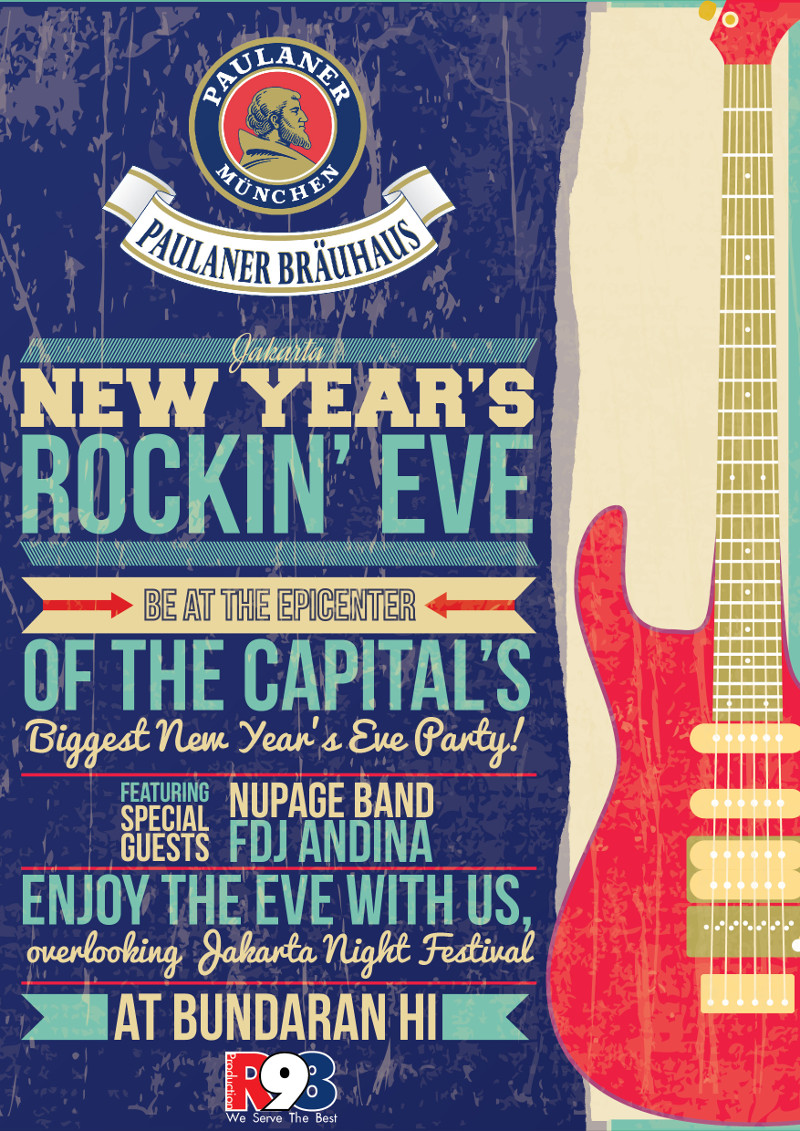 PAULANER
MÜNCHEN
PAULANER BRÄUHAUS
Jakarta
NEW YEAR'S
ROCKIN' EVE
BE AT THE EPICENTER
OF THE CAPITAL'S
Biggest New Year's Eve Party!
FEATURING
SPECIAL
GUESTS
NUPAGE BAND
FDJ ANDINA
ENJOY THE EVE WITH US,
overlooking Jakarta Night Festival
AT BUNDARAN HI
Production
R98
We Serve The Best